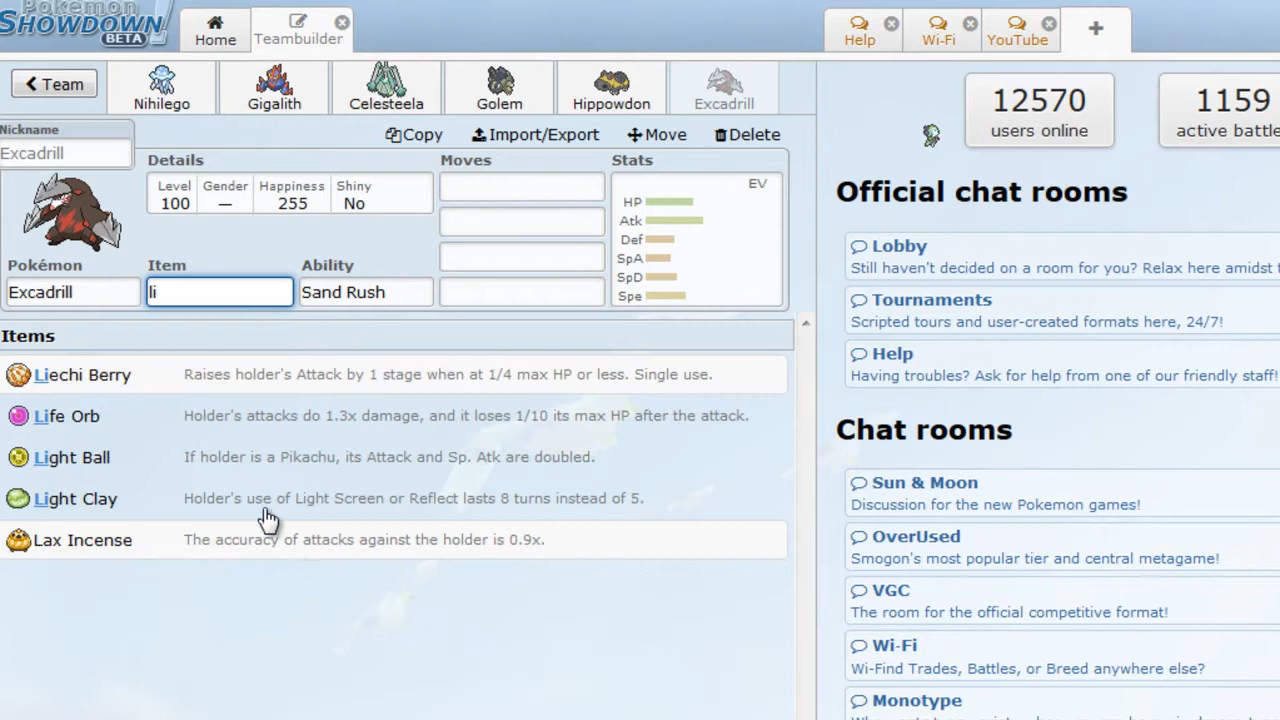 Pokémon
SHOWDOWN!
BETA
Home
Teambuilder
Help
Wi-Fi
YouTube
+
Team
Nihilego
Gigalith
Celesteela
Golem
Hippowdon
Excadrill
12570
users online
1159
active battle
Nickname
Excadrill
Copy
Import/Export
Move
Delete
Details
Moves
Stats
Level
Gender
Happiness
Shiny
100
—
255
No
EV
HP
Atk
Def
SpA
SpD
Spe
Pokémon
Item
Ability
Excadrill
li
Sand Rush
Items
Liechi Berry Raises holder's Attack by 1 stage when at 1/4 max HP or less. Single use.
Life Orb Holder's attacks do 1.3x damage, and it loses 1/10 its max HP after the attack.
Light Ball If holder is a Pikachu, its Attack and Sp. Atk are doubled.
Light Clay Holder's use of Light Screen or Reflect lasts 8 turns instead of 5.
Lax Incense The accuracy of attacks against the holder is 0.9x.
Official chat rooms
Lobby
Still haven't decided on a room for you? Relax here amidst t
Tournaments
Scripted tours and user-created formats here, 24/7!
Help
Having troubles? Ask for help from one of our friendly staff!
Chat rooms
Sun & Moon
Discussion for the new Pokemon games!
OverUsed
Smogon's most popular tier and central metagame!
VGC
The room for the official competitive format!
Wi-Fi
Wi-Find Trades, Battles, or Breed anywhere else?
Monotype